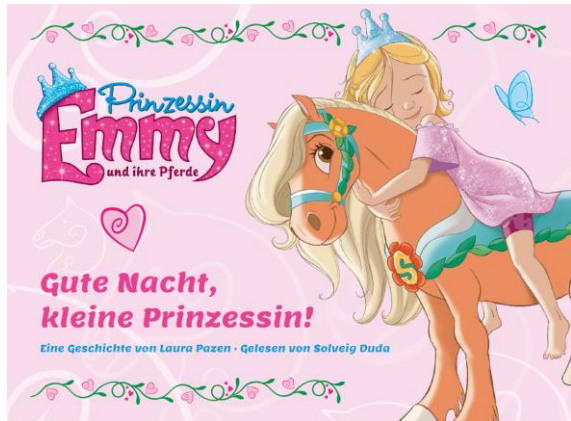 Prinzessin
Emmy
und ihre Pferde
Gute Nacht,
kleine Prinzessin!
Eine Geschichte von Laura Pazen · Gelesen von Solveig Duda
S